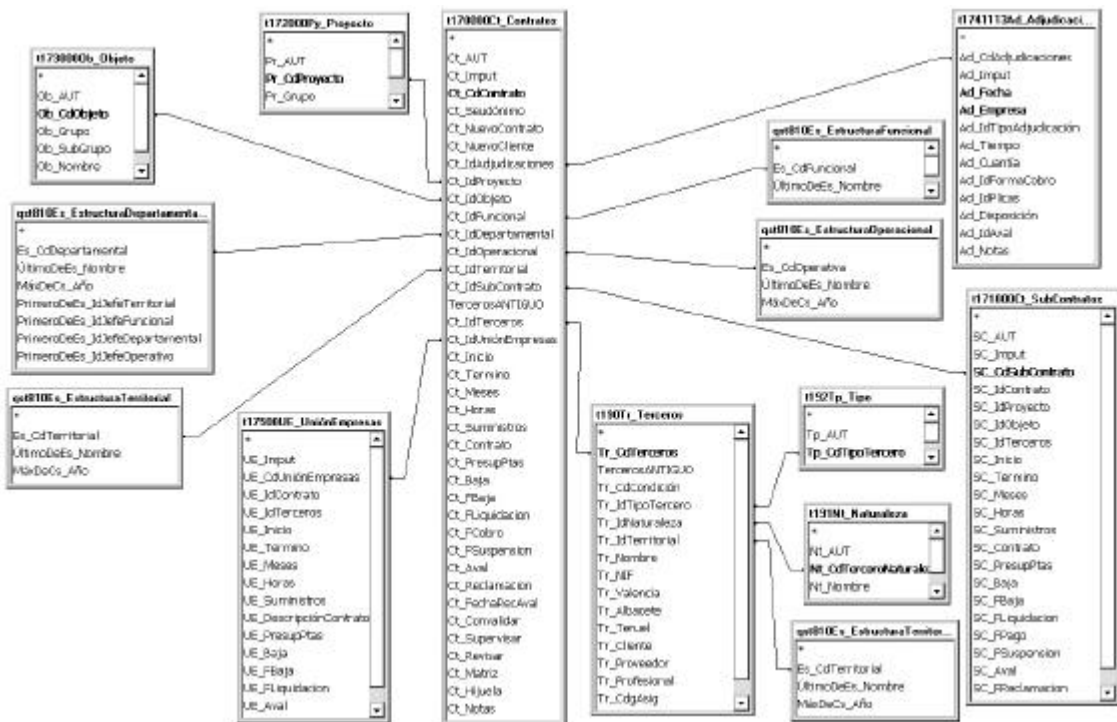 t173000Ob_Objeto
*
Ob_AUT
Ob_CdObjeto
Ob_Grupo
Ob_SubGrupo
Ob_Nombre
t172000Py_Proyecto
*
Pr_AUT
Pr_CdProyecto
Pr_Grupo
t170000Ct_Contratos
*
Ct_AUT
Ct_Imput
Ct_CdContrato
Ct_Seudónimo
Ct_NuevoContrato
Ct_NuevoCliente
Ct_IdAdjudicaciones
Ct_IdProyecto
Ct_IdObjeto
Ct_IdFuncional
Ct_IdDepartamental
Ct_IdOperacional
Ct_IdTerritorial
Ct_IdSubContrato
TercerosANTIGUO
Ct_IdTerceros
Ct_IdUniónEmpresas
Ct_Inicio
Ct_Termino
Ct_Meses
Ct_Horas
Ct_Suministros
Ct_Contrato
Ct_PresupPtas
Ct_Baja
Ct_FBaja
Ct_FLiquidacion
Ct_FCobro
Ct_FSuspension
Ct_Aval
Ct_Reclamacion
Ct_FechaRecAval
Ct_Convalidar
Ct_Supervisar
Ct_Revisar
Ct_Matriz
Ct_Hijuela
Ct_Notas
t1741113Ad_Adjudicaci...
*
Ad_CdAdjudicaciones
Ad_Imput
Ad_Fecha
Ad_Empresa
Ad_IdTipoAdjudicación
Ad_Tiempo
Ad_Cuantía
Ad_IdFormaCobro
Ad_IdPlicas
Ad_Disposición
Ad_IdAval
Ad_Notas
qst810Es_EstructuraFuncional
*
Es_CdFuncional
ÚltimoDeEs_Nombre
qst810Es_EstructuraDepartamenta...
*
Es_CdDepartamental
ÚltimoDeEs_Nombre
MáxDeCs_Año
PrimeroDeEs_IdJefeTerritorial
PrimeroDeEs_IdJefeFuncional
PrimeroDeEs_IdJefeDepartamental
PrimeroDeEs_IdJefeOperativo
qst810Es_EstructuraOperacional
*
Es_CdOperativa
ÚltimoDeEs_Nombre
MáxDeCs_Año
t171000Ct_SubContratos
*
SC_AUT
SC_Imput
SC_CdSubContrato
SC_IdContrato
SC_IdProyecto
SC_IdObjeto
SC_IdTerceros
SC_Inicio
SC_Termino
SC_Meses
SC_Horas
SC_Suministros
SC_Contrato
SC_PresupPtas
SC_Baja
SC_FBaja
SC_FLiquidacion
SC_FPago
SC_FSuspension
SC_Aval
SC_FReclamacion
qst810Es_EstructuraTerritorial
*
Es_CdTerritorial
ÚltimoDeEs_Nombre
MáxDeCs_Año
t17500UE_UniónEmpresas
*
UE_Imput
UE_CdUniónEmpresas
UE_IdContrato
UE_IdTerceros
UE_Inicio
UE_Termino
UE_Meses
UE_Horas
UE_Suministros
UE_DescripciónContrato
UE_PresupPtas
UE_Baja
UE_FBaja
UE_FLiquidacion
UE_Aval
t190Tr_Terceros
*
Tr_CdTerceros
TercerosANTIGUO
Tr_CdCondición
Tr_IdTipoTercero
Tr_IdNaturaleza
Tr_IdTerritorial
Tr_Nombre
Tr_NIF
Tr_Valencia
Tr_Albacete
Tr_Teruel
Tr_Cliente
Tr_Proveedor
Tr_Profesional
Tr_CdgAsig
t192Tp_Tipo
*
Tp_AUT
Tp_CdTipoTercero
t191Nt_Naturaleza
*
Nt_AUT
Nt_CdTerceroNaturale
Nt_Nombre
qst810Es_EstructuraTerritor...
*
Es_CdTerritorial
ÚltimoDeEs_Nombre
MáxDeCs_Año